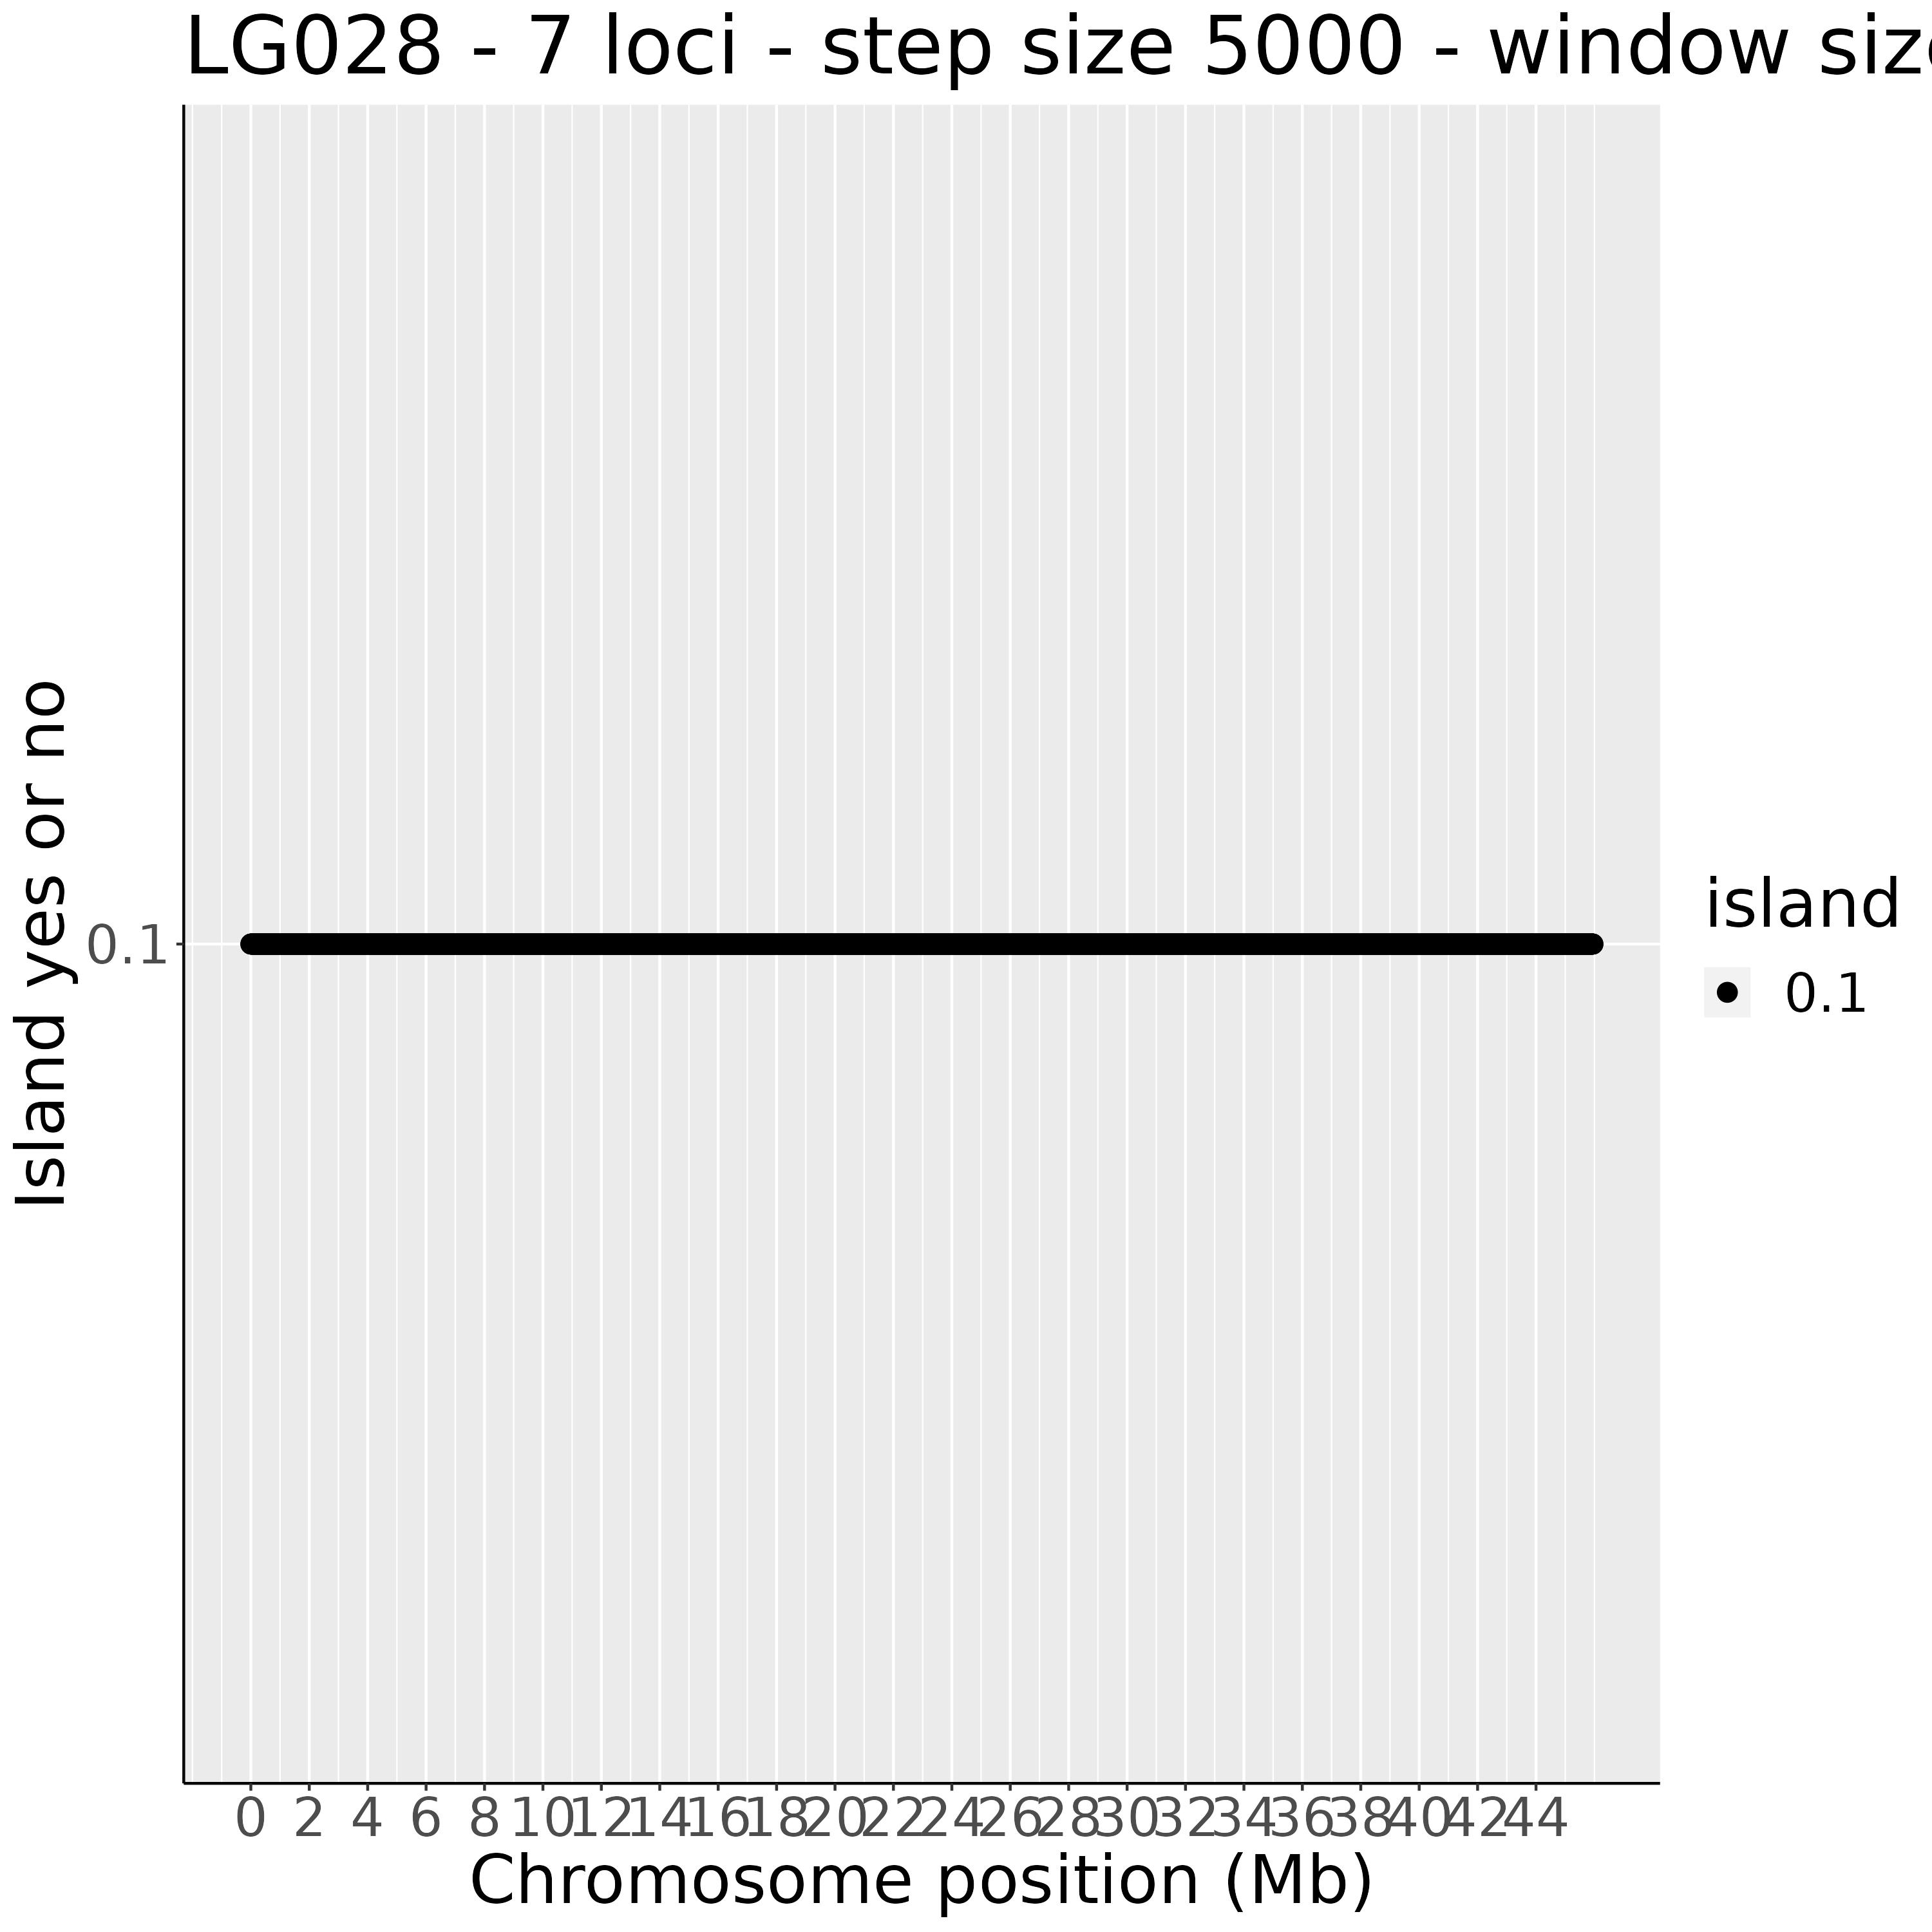 LG028 - 7 loci - step size 5000 - window size
Island yes or no
0.1
island
0.1
0 2 4 6 8 10 12 14 16 18 20 22 24 26 28 30 32 34 36 38 40 42 44
Chromosome position (Mb)